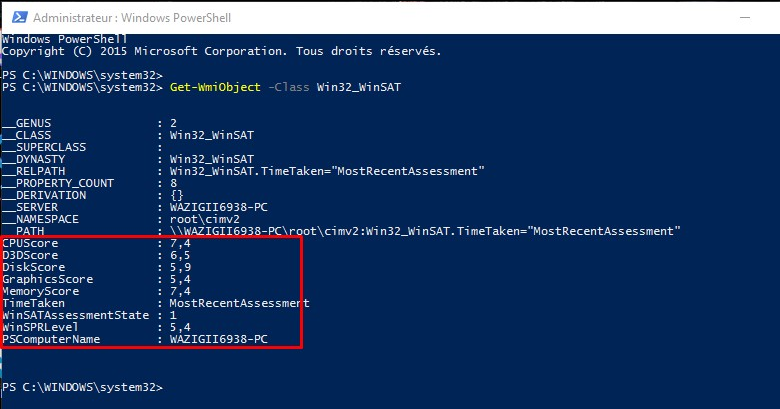 Administrateur : Windows PowerShell
Windows PowerShell
Copyright (C) 2015 Microsoft Corporation. Tous droits réservés.
PS C:\WINDOWS\system32>
PS C:\WINDOWS\system32> Get-WmiObject -Class Win32_WinSAT
__GENUS : 2
__CLASS : Win32_WinSAT
__SUPERCLASS :
__DYNASTY : Win32_WinSAT
__RELPATH : Win32_WinSAT.TimeTaken="MostRecentAssessment"
__PROPERTY_COUNT : 8
__DERIVATION : {}
__SERVER : WAZIGII6938-PC
__NAMESPACE : root\cimv2
__PATH : \\WAZIGII6938-PC\root\cimv2:Win32_WinSAT.TimeTaken="MostRecentAssessment"
CPUScore : 7,4
D3DScore : 6,5
DiskScore : 5,9
GraphicsScore : 5,4
MemoryScore : 7,4
TimeTaken : MostRecentAssessment
WinSATAssessmentState : 1
WinSPRLevel : 5,4
PSComputerName : WAZIGII6938-PC
PS C:\WINDOWS\system32>